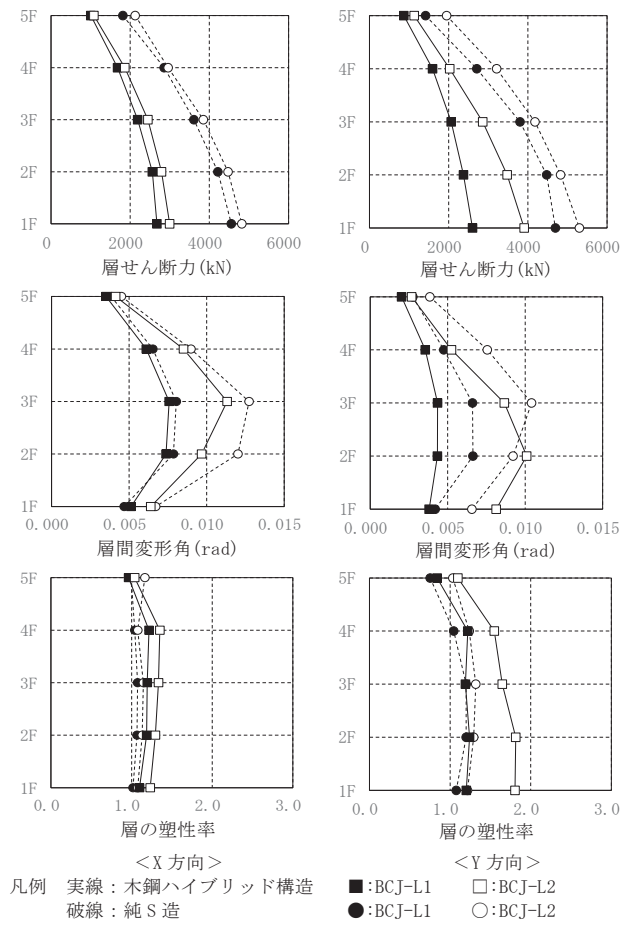 5F
4F
3F
2F
1F
0 2000 4000 6000
層せん断力(kN)
5F
4F
3F
2F
1F
0 2000 4000 6000
層せん断力(kN)
5F
4F
3F
2F
1F
0.000 0.005 0.010 0.015
層間変形角(rad)
5F
4F
3F
2F
1F
0.000 0.005 0.010 0.015
層間変形角(rad)
5F
4F
3F
2F
1F
0.0 1.0 2.0 3.0
層の塑性率
5F
4F
3F
2F
1F
0.0 1.0 2.0 3.0
層の塑性率
＜X 方向＞ ＜Y 方向＞
凡例 実線：木鋼ハイブリッド構造 ■:BCJ-L1 □:BCJ-L2
破線：純S造 ●:BCJ-L1 ○:BCJ-L2